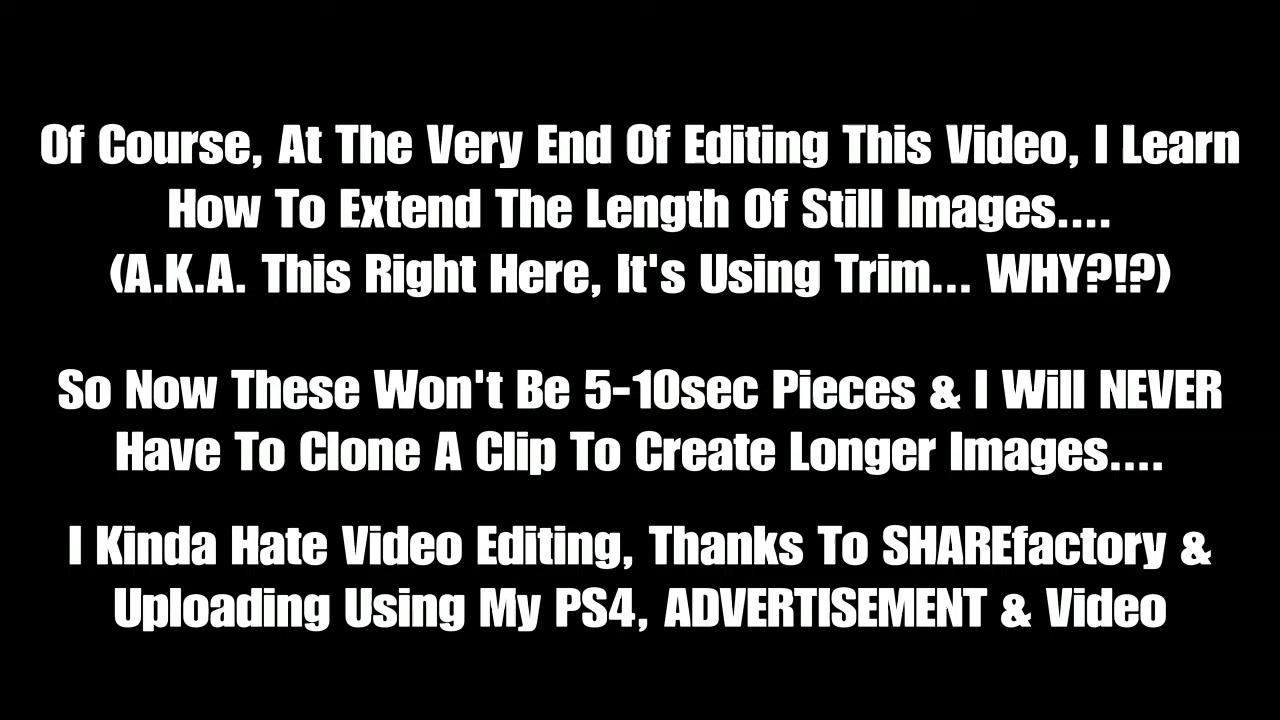 Of Course, At The Very End Of Editing This Video, I Learn
How To Extend The Length Of Still Images....
(A.K.A. This Right Here, It's Using Trim... WHY?!?)
So Now These Won't Be 5-10sec Pieces & I Will NEVER
Have To Clone A Clip To Create Longer Images....
I Kinda Hate Video Editing, Thanks To SHAREfactory &
Uploading Using My PS4, ADVERTISEMENT & Video